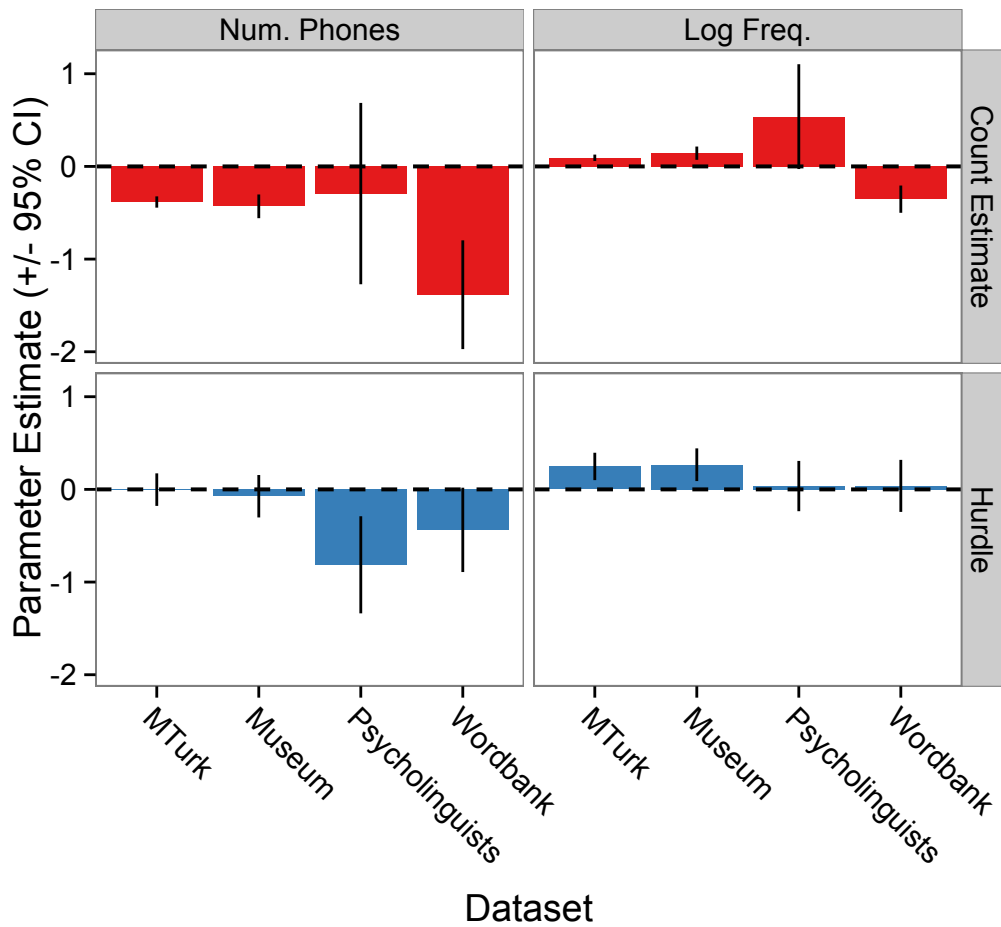 Num. Phones
Log Freq.
Parameter Estimate (+/- 95% CI)
1
0
-1
-2
Count Estimate
1
0
-1
-2
Hurdle
MTurk
Museum
Psycholinguists
Wordbank
MTurk
Museum
Psycholinguists
Wordbank
Dataset